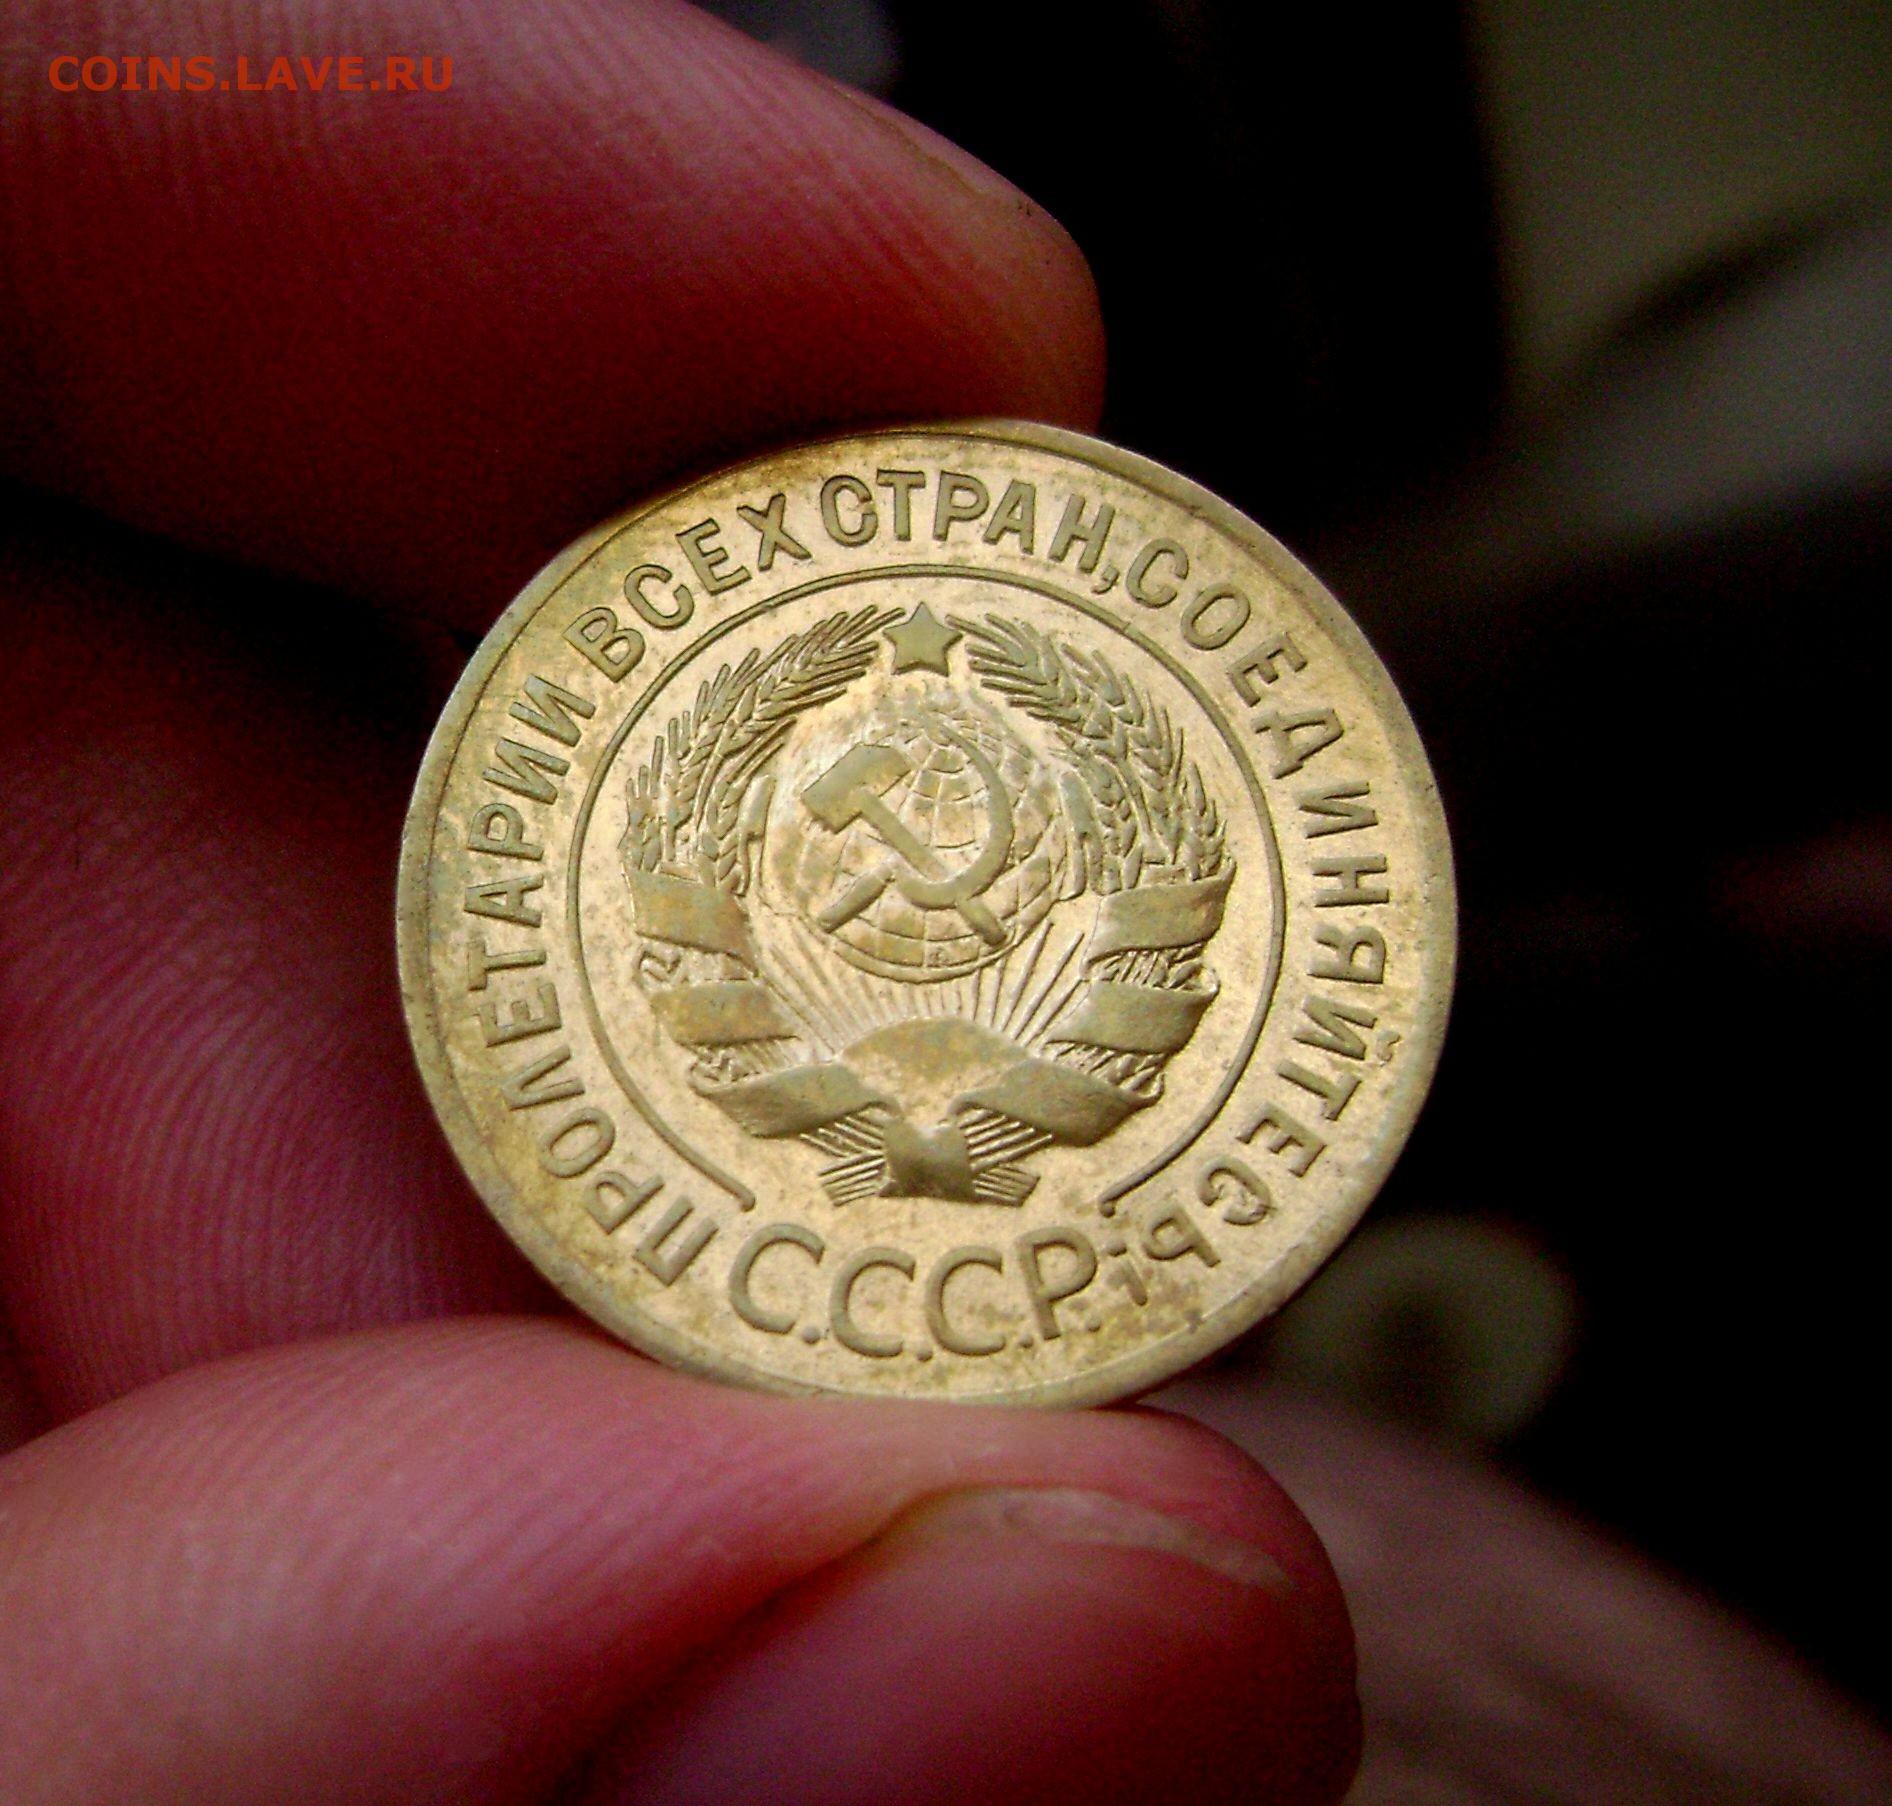 COINS.LAVE.RU
ПРОЛЕТАРИИ ВСЕХ СТРАН, СОЕДИНЯЙТЕСЬ!
С.С.С.Р.